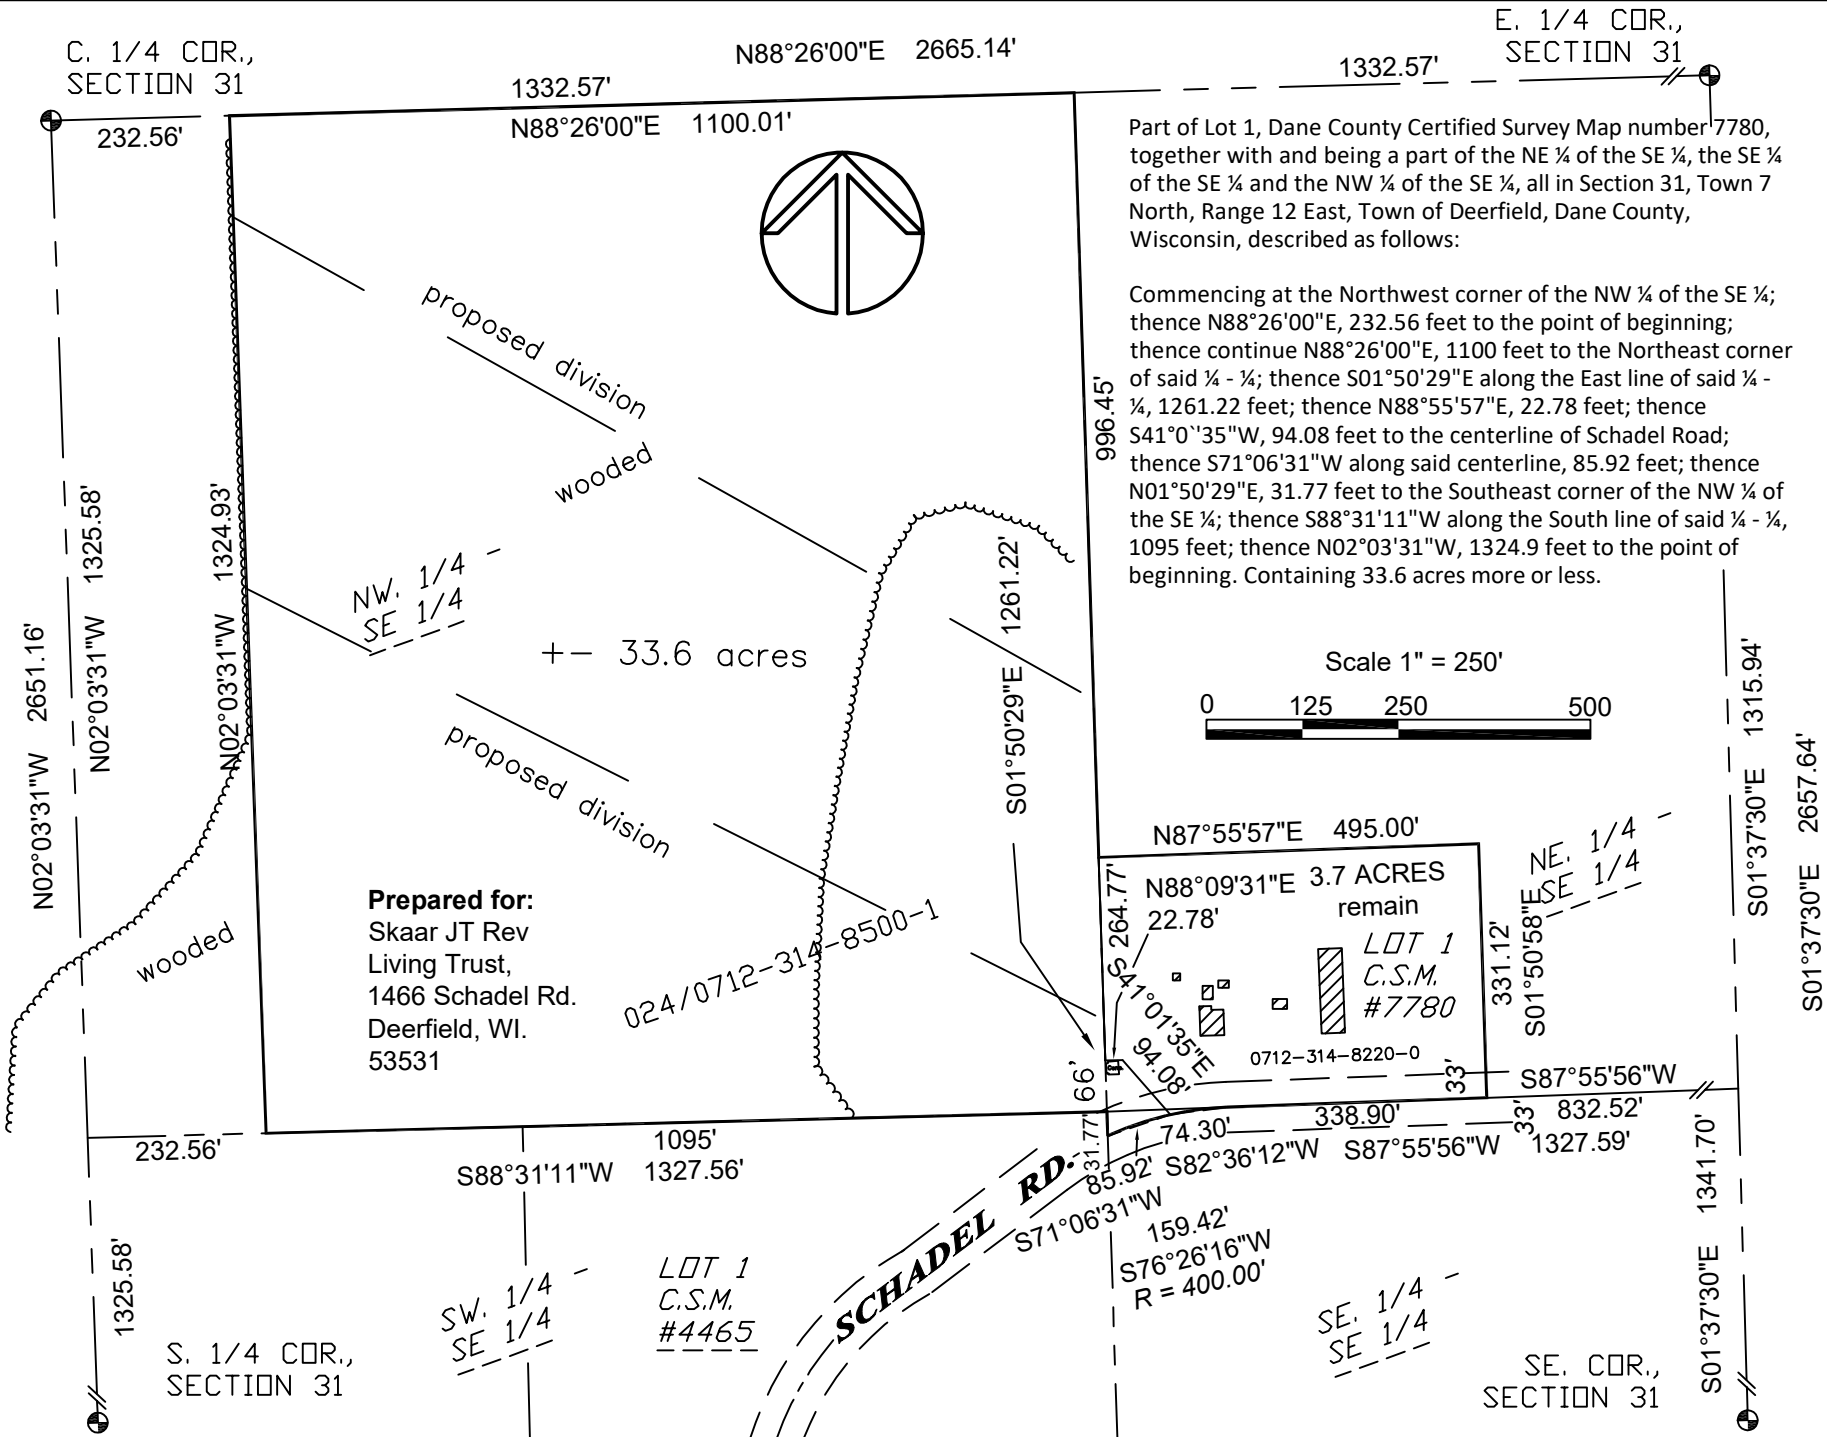 C. 1/4 COR.,
SECTION 31
N88°26'00"E 2665.14'
E. 1/4 COR.,
SECTION 31
1332.57'
1332.57'
232.56'
N88°26'00"E 1100.01'
Part of Lot 1, Dane County Certified Survey Map number 7780,
together with and being a part of the NE ¼ of the SE ¼, the SE ¼
of the SE ¼ and the NW ¼ of the SE ¼, all in Section 31, Town 7
North, Range 12 East, Town of Deerfield, Dane County,
Wisconsin, described as follows:
Commencing at the Northwest corner of the NW ¼ of the SE ¼;
thence N88°26'00"E, 232.56 feet to the point of beginning;
thence continue N88°26'00"E, 1100 feet to the Northeast corner
of said ¼ - ¼; thence S01°50'29"E along the East line of said ¼ -
¼, 1261.22 feet; thence N88°55'57"E, 22.78 feet; thence
S41°0`'35"W, 94.08 feet to the centerline of Schadel Road;
thence S71°06'31"W along said centerline, 85.92 feet; thence
N01°50'29"E, 31.77 feet to the Southeast corner of the NW ¼ of
the SE ¼; thence S88°31'11"W along the South line of said ¼ - ¼,
1095 feet; thence N02°03'31"W, 1324.9 feet to the point of
beginning. Containing 33.6 acres more or less.
proposed division
wooded
996.45'
N02°03'31"W 2651.16'
N02°03'31"W 1325.58'
N02°03'31"W 1324.93'
NW. 1/4 -
SE 1/4
+- 33.6 acres
S01°50'29"E 1261.22'
Scale 1" = 250'
0 125 250 500
S01°37'30"E 1315.94'
S01°37'30"E 2657.64'
proposed division
N87°55'57"E 495.00'
NE. 1/4 -
SE 1/4
264.77'
N88°09'31"E
22.78'
3.7 ACRES
remain
LOT 1
C.S.M.
#7780
331.12'
S01°50'58"E
Prepared for:
Skaar JT Rev
Living Trust,
1466 Schadel Rd.
Deerfield, WI.
53531
wooded
024/0712-314-8500-1
S41°01'35"E
94.08'
0712-314-8220-0
66'
33'
33'
S87°55'56"W
832.52'
232.56'
1095'
S88°31'11"W 1327.56'
31.77'
74.30'
338.90'
85.92'
S82°36'12"W
S87°55'56"W 1327.59'
S71°06'31"W
159.42'
S76°26'16"W
R = 400.00'
SCHADEL RD.
1325.58'
S01°37'30"E 1341.70'
SW. 1/4 -
SE 1/4
LOT 1
C.S.M.
#4465
SE. 1/4 -
SE 1/4
S. 1/4 COR.,
SECTION 31
SE. COR.,
SECTION 31